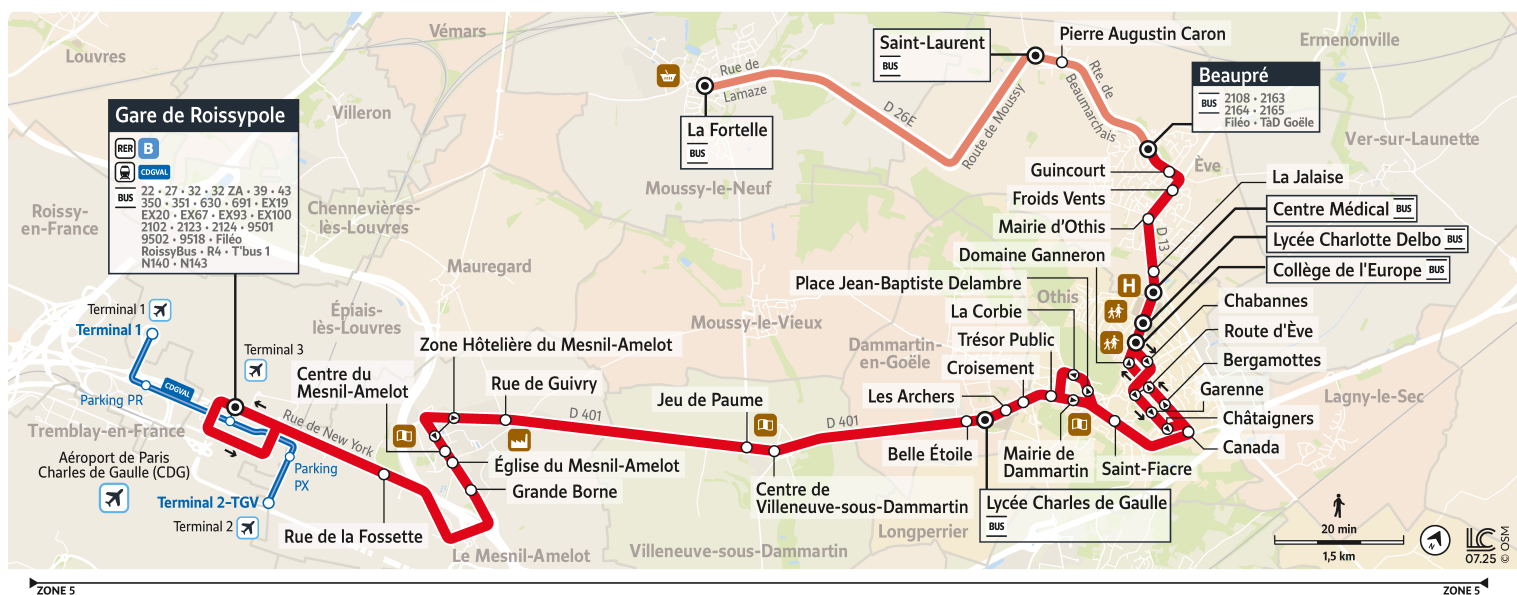 Louvres
Vémars
Villeron
Roissy-
en-France
Chennevières-
lès-Louvres
Épiais-
lès-Louvres
Mauregard
Tremblay-en-France
Le Mesnil-Amelot
Moussy-le-Neuf
Moussy-le-Vieux
Villeneuve-sous-Dammartin
Longperrier
Dammartin-
en-Goële
Othis
Ève
Ermenonville
Ver-sur-Launette
Lagny-le-Sec
Gare de Roissypole
RER B
CDGVAL
BUS
22 • 27 • 32 • 32 ZA • 39 • 43
350 • 351 • 630 • 691 • EX19
EX20 • EX67 • EX93 • EX100
2102 • 2123 • 2124 • 9501
9502 • 9518 • Filéo
RoissyBus • R4 • T'bus 1
N140 • N143
Terminal 1
Terminal 1
Terminal 3
CDGVAL
Parking PR
Aéroport de Paris
Charles de Gaulle (CDG)
Parking
PX
Terminal 2-TGV
Terminal 2
Rue de New York
Rue de la Fossette
Centre du
Mesnil-Amelot
Zone Hôtelière du Mesnil-Amelot
Rue de Guivry
Église du Mesnil-Amelot
Grande Borne
D 401
Jeu de Paume
Centre de
Villeneuve-sous-Dammartin
D 401
Belle Étoile
Lycée Charles de Gaulle
BUS
Les Archers
Croisement
Trésor Public
La Corbie
Place Jean-Baptiste Delambre
Mairie de
Dammartin
Saint-Fiacre
Canada
Châtaigners
Garenne
Bergamottes
Route d'Ève
Chabannes
Domaine Ganneron
Collège de l'Europe BUS
Lycée Charlotte Delbo BUS
Centre Médical BUS
H
La Jalaise
D 13
Mairie d'Othis
Froids Vents
Guincourt
Beaupré
BUS
2108 • 2163
2164 • 2165
Filéo • TàD Goële
Rte. de
Beaumarchais
Pierre Augustin Caron
Saint-Laurent
BUS
Route de Moussy
D 26E
Rue de
Lamaze
La Fortelle
BUS
20 min
1,5 km
N
LC
07.25
© OSM
ZONE 5
ZONE 5